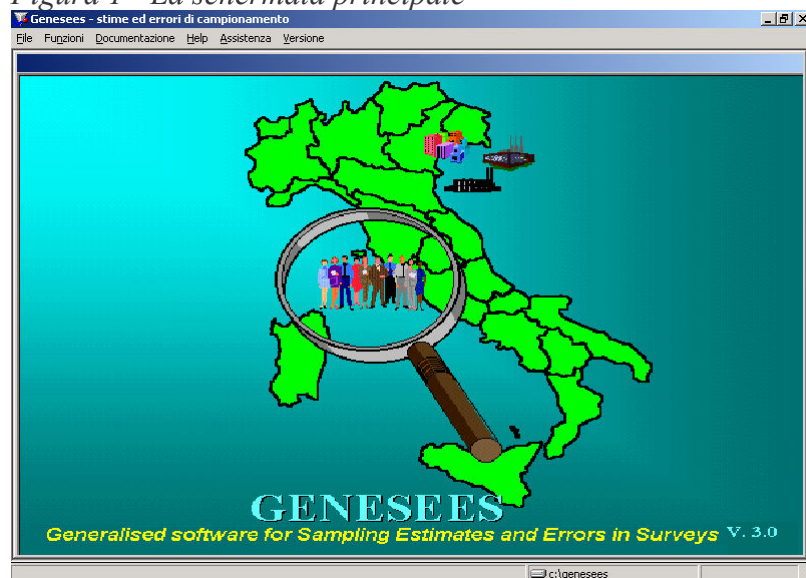 Figura 1 - La schermata principale
Genesees - stime ed errori di campionamento
File Funzioni Documentazione Help Assistenza Versione
GENESEES
Generalised software for Sampling Estimates and Errors in Surveys V. 3.0
c:\genesees